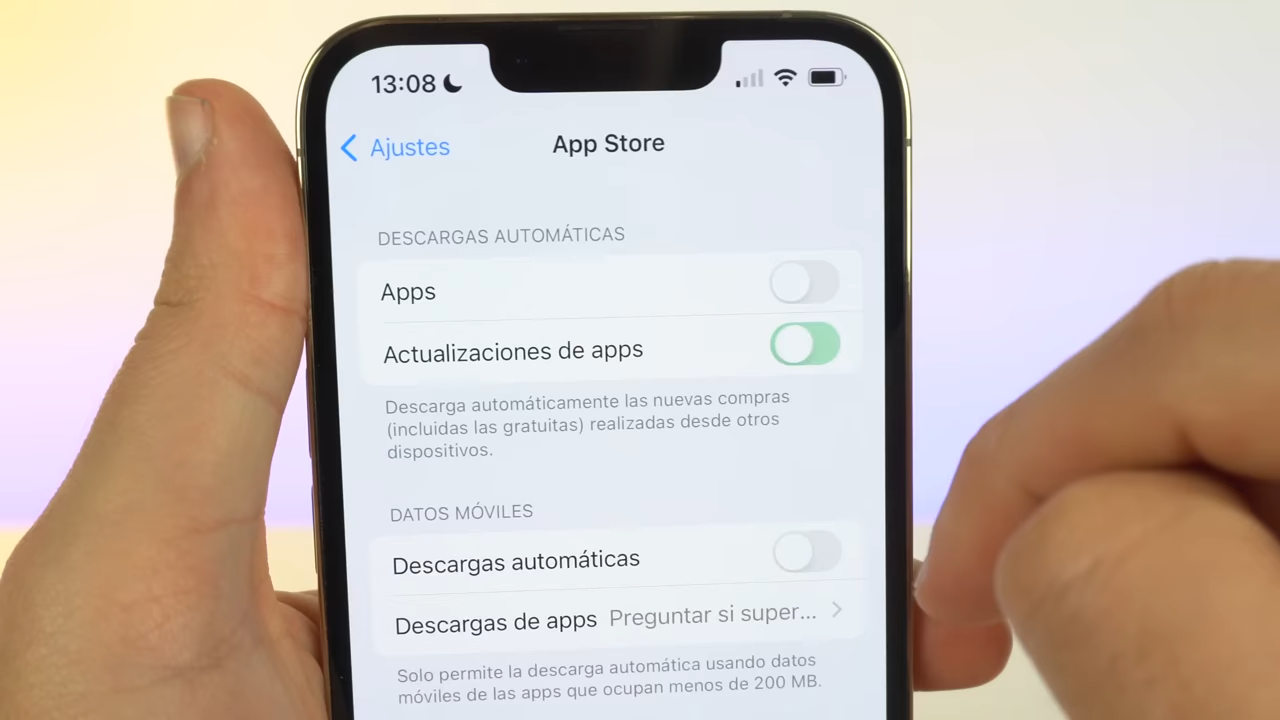 13:08
Ajustes
App Store
DESCARGAS AUTOMÁTICAS
Apps
Actualizaciones de apps
Descarga automáticamente las nuevas compras
(incluidas las gratuitas) realizadas desde otros
dispositivos.
DATOS MÓVILES
Descargas automáticas
Descargas de apps Preguntar si super...
Solo permite la descarga automática usando datos
móviles de las apps que ocupan menos de 200 MB.